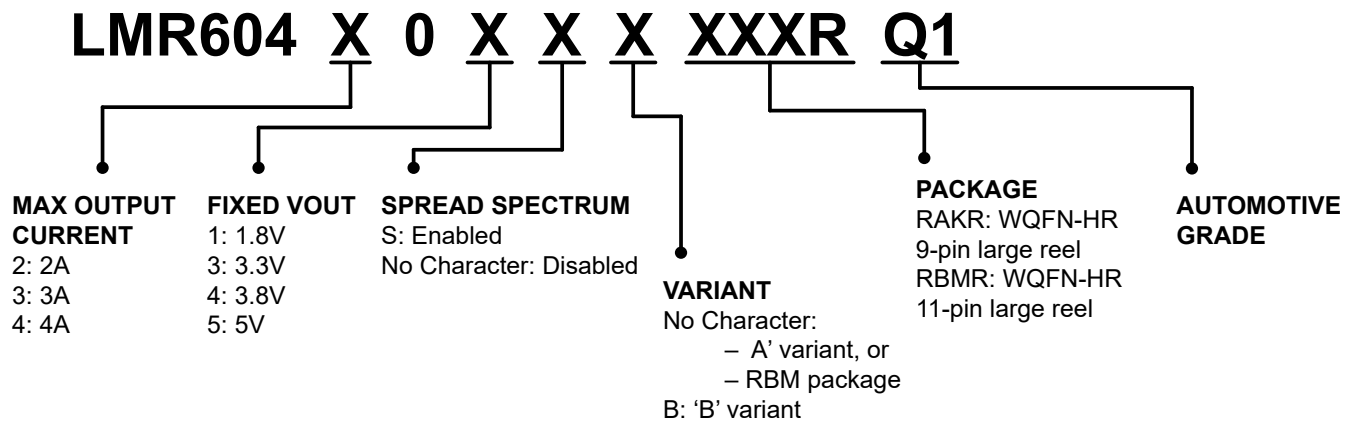 LMR604 X 0 X X X XXXR Q1
MAX OUTPUT
CURRENT
2: 2A
3: 3A
4: 4A
FIXED VOUT
1: 1.8V
3: 3.3V
4: 3.8V
5: 5V
SPREAD SPECTRUM
S: Enabled
No Character: Disabled
VARIANT
No Character:
– A’ variant, or
– RBM package
B: ‘B’ variant
PACKAGE
RAKR: WQFN-HR
9-pin large reel
RBMR: WQFN-HR
11-pin large reel
AUTOMOTIVE
GRADE